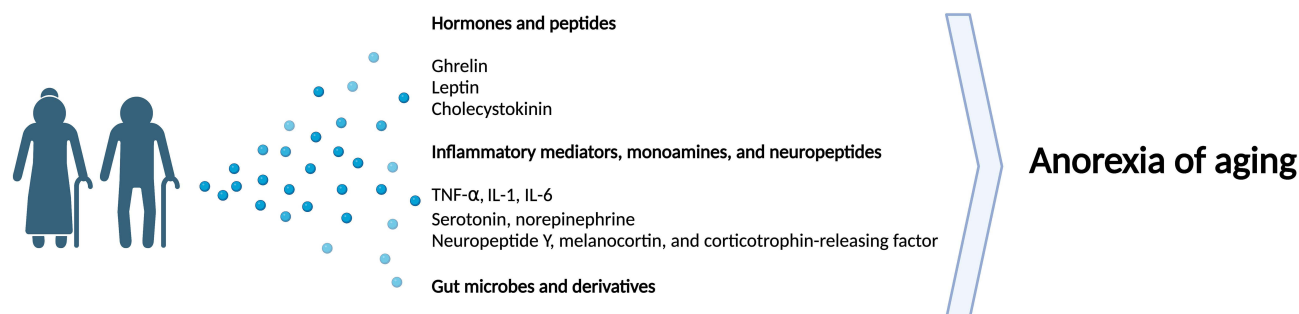 Hormones and peptides
Ghrelin
Leptin
Cholecystokinin
Inflammatory mediators, monoamines, and neuropeptides
TNF-α, IL-1, IL-6
Serotonin, norepinephrine
Neuropeptide Y, melanocortin, and corticotrophin-releasing factor
Gut microbes and derivatives
Anorexia of aging